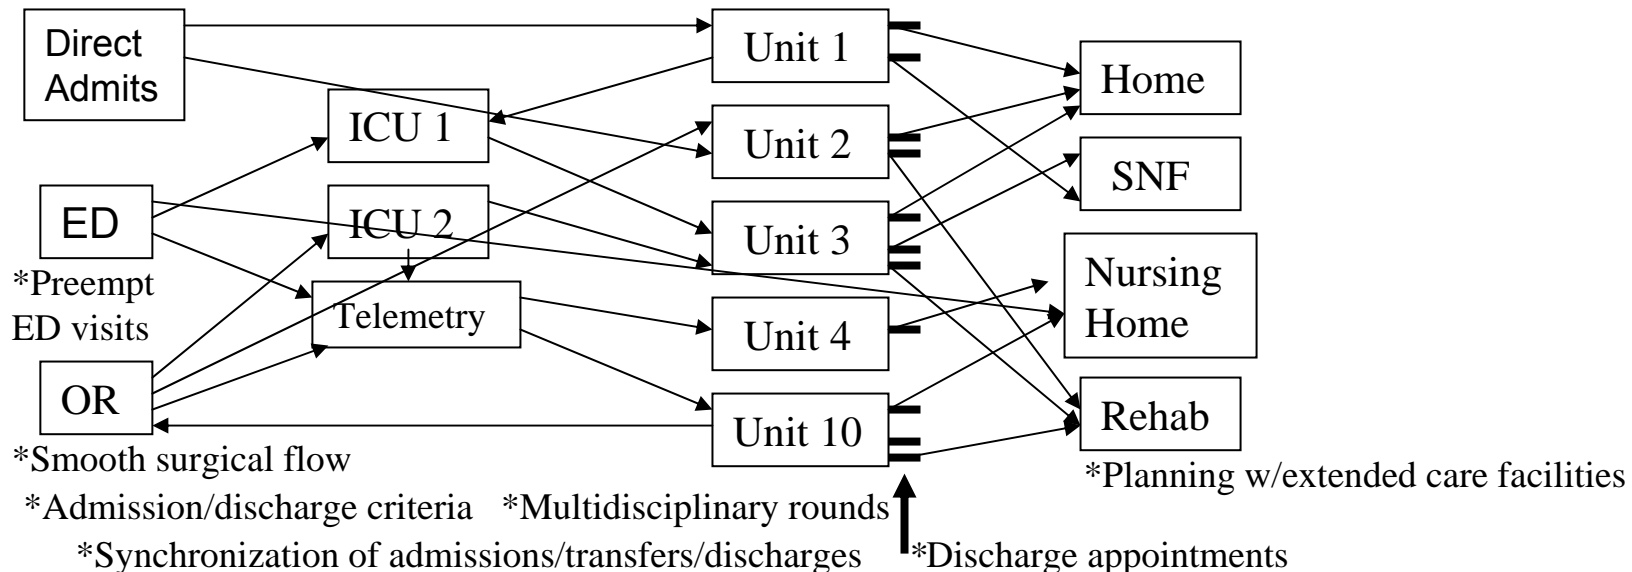 Direct
Admits
ED
*Preempt
ED visits
OR
*Smooth surgical flow
ICU 1
ICU 2
Telemetry
Unit 1
Unit 2
Unit 3
Unit 4
Unit 10
Home
SNF
Nursing
Home
Rehab
*Planning w/extended care facilities
*Admission/discharge criteria
*Multidisciplinary rounds
*Synchronization of admissions/transfers/discharges
*Discharge appointments